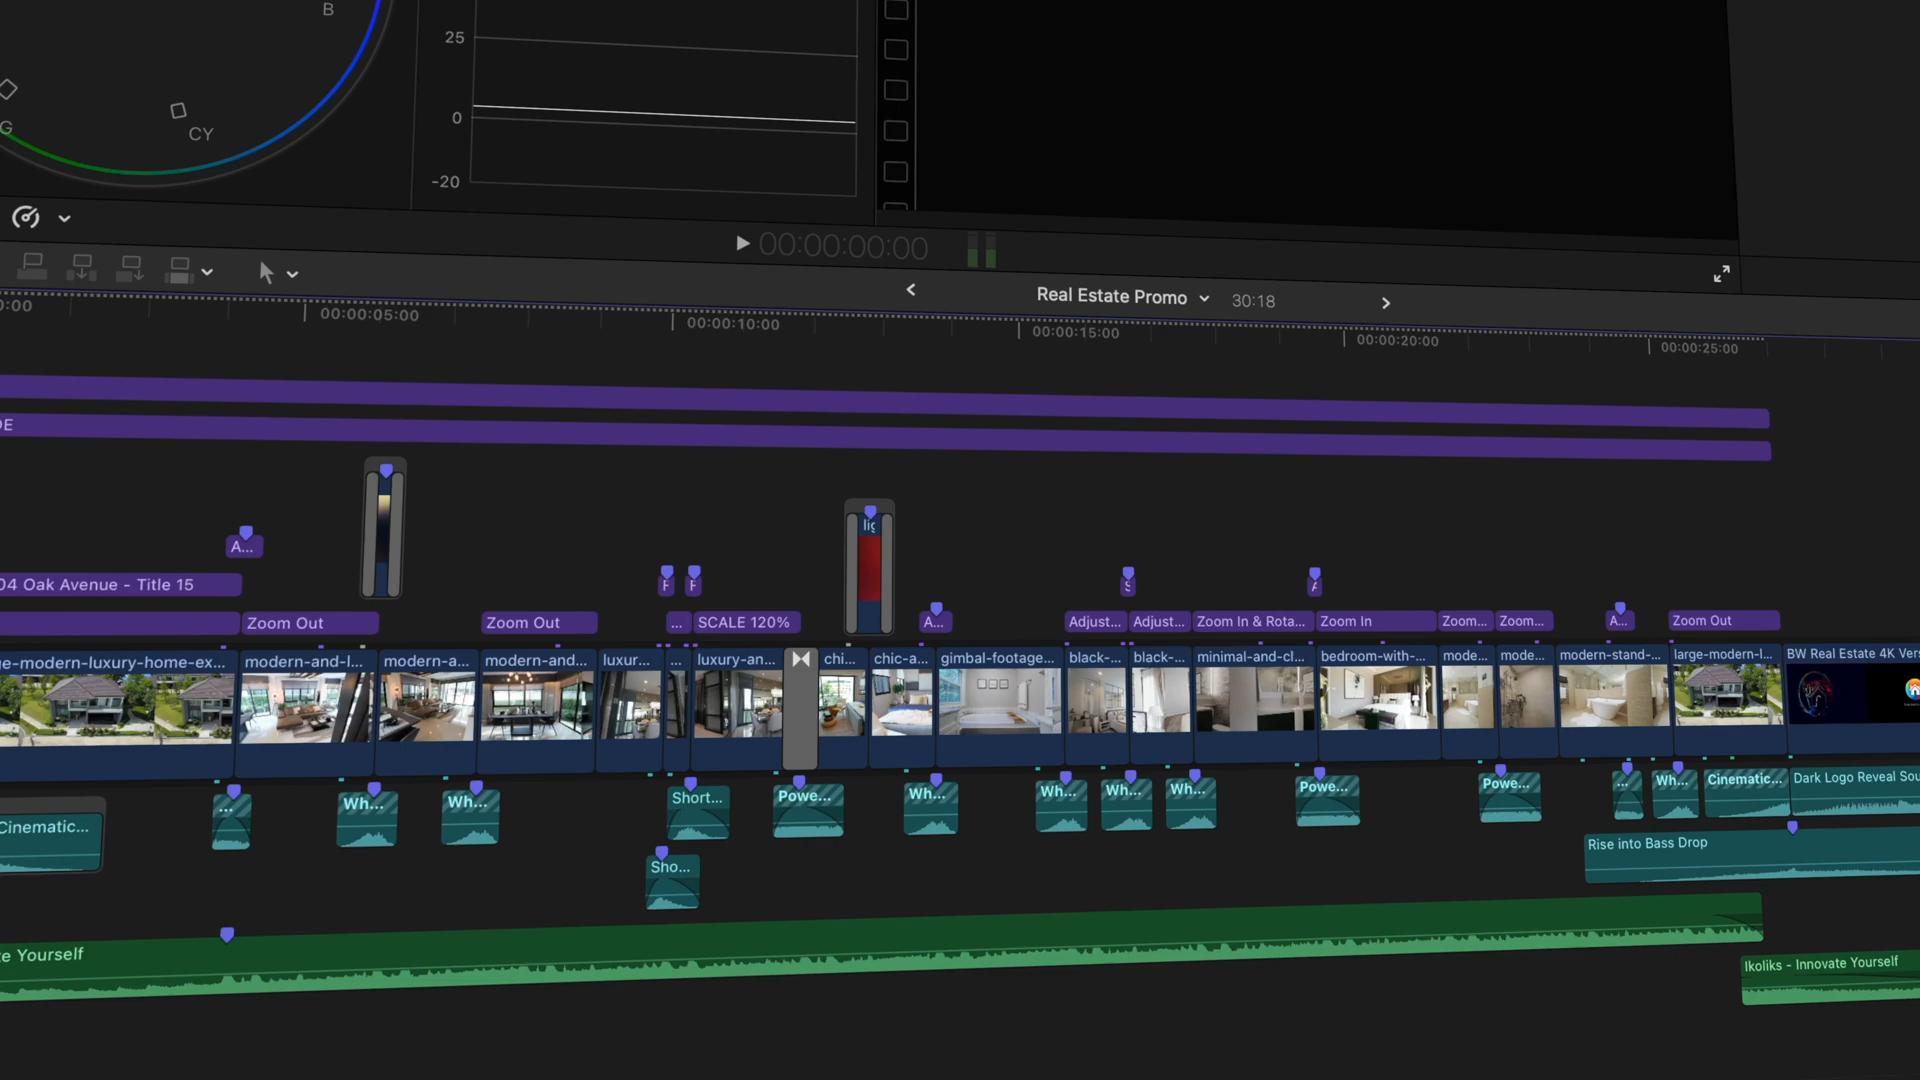 B
25
G
CY
0
-20
00:00:00:00
Real Estate Promo
30:18
0:00
00:00:05:00
00:00:10:00
00:00:15:00
00:00:20:00
00:00:25:00
DE
lig
A...
04 Oak Avenue - Title 15
F
F
S
A
Zoom Out
Zoom Out
...
SCALE 120%
A...
Adjust...
Adjust...
Zoom In & Rota...
Zoom In
Zoom...
Zoom...
A...
Zoom Out
ge-modern-luxury-home-ex...
modern-and-l...
modern-a...
modern-and...
luxur...
...
luxury-an...
chi...
chic-a...
gimbal-footage...
black-...
black-...
minimal-and-cl...
bedroom-with-...
mode...
mode...
modern-stand-...
large-modern-l...
BW Real Estate 4K Vers
Cinematic...
...
Wh...
Wh...
Short...
Powe...
Wh...
Wh...
Wh...
Wh...
Powe...
Powe...
...
Wh...
Cinematic...
Dark Logo Reveal Sou
Sho...
Rise into Bass Drop
te Yourself
Ikoliks - Innovate Yourself